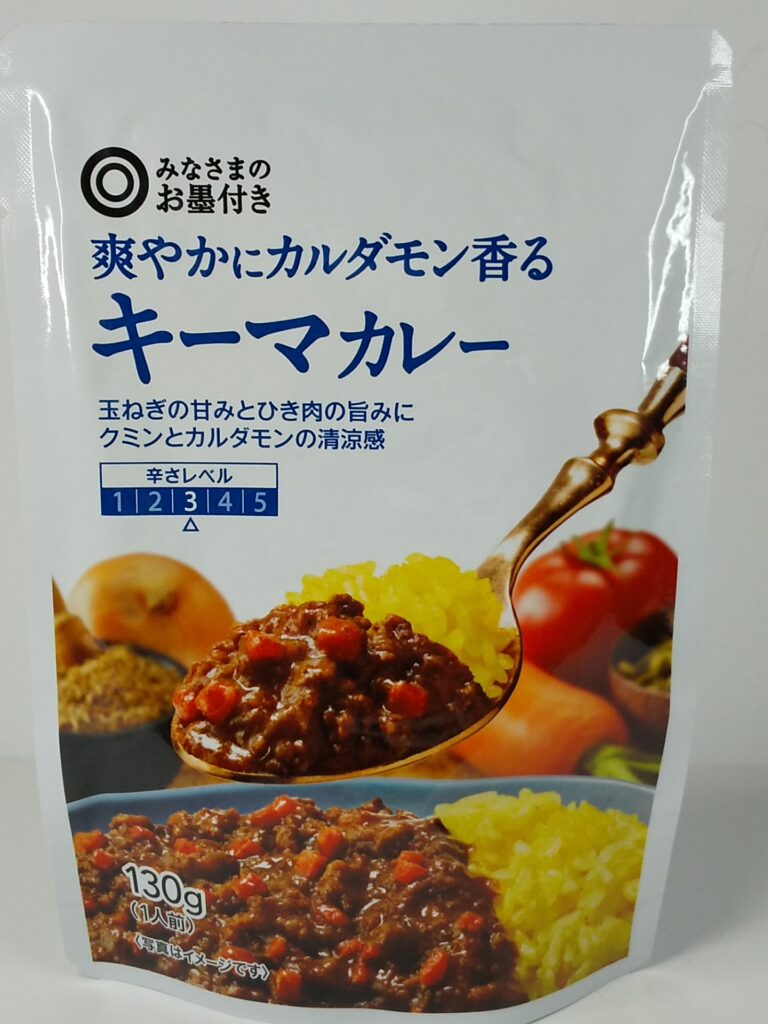 みなさまの
お墨付き
爽やかにカルダモン香る
キーマカレー
玉ねぎの甘みとひき肉の旨みに
クミンとカルダモンの清涼感
辛さレベル
1 2 3 4 5
130g
(1人前)
〈写真はイメージです〉